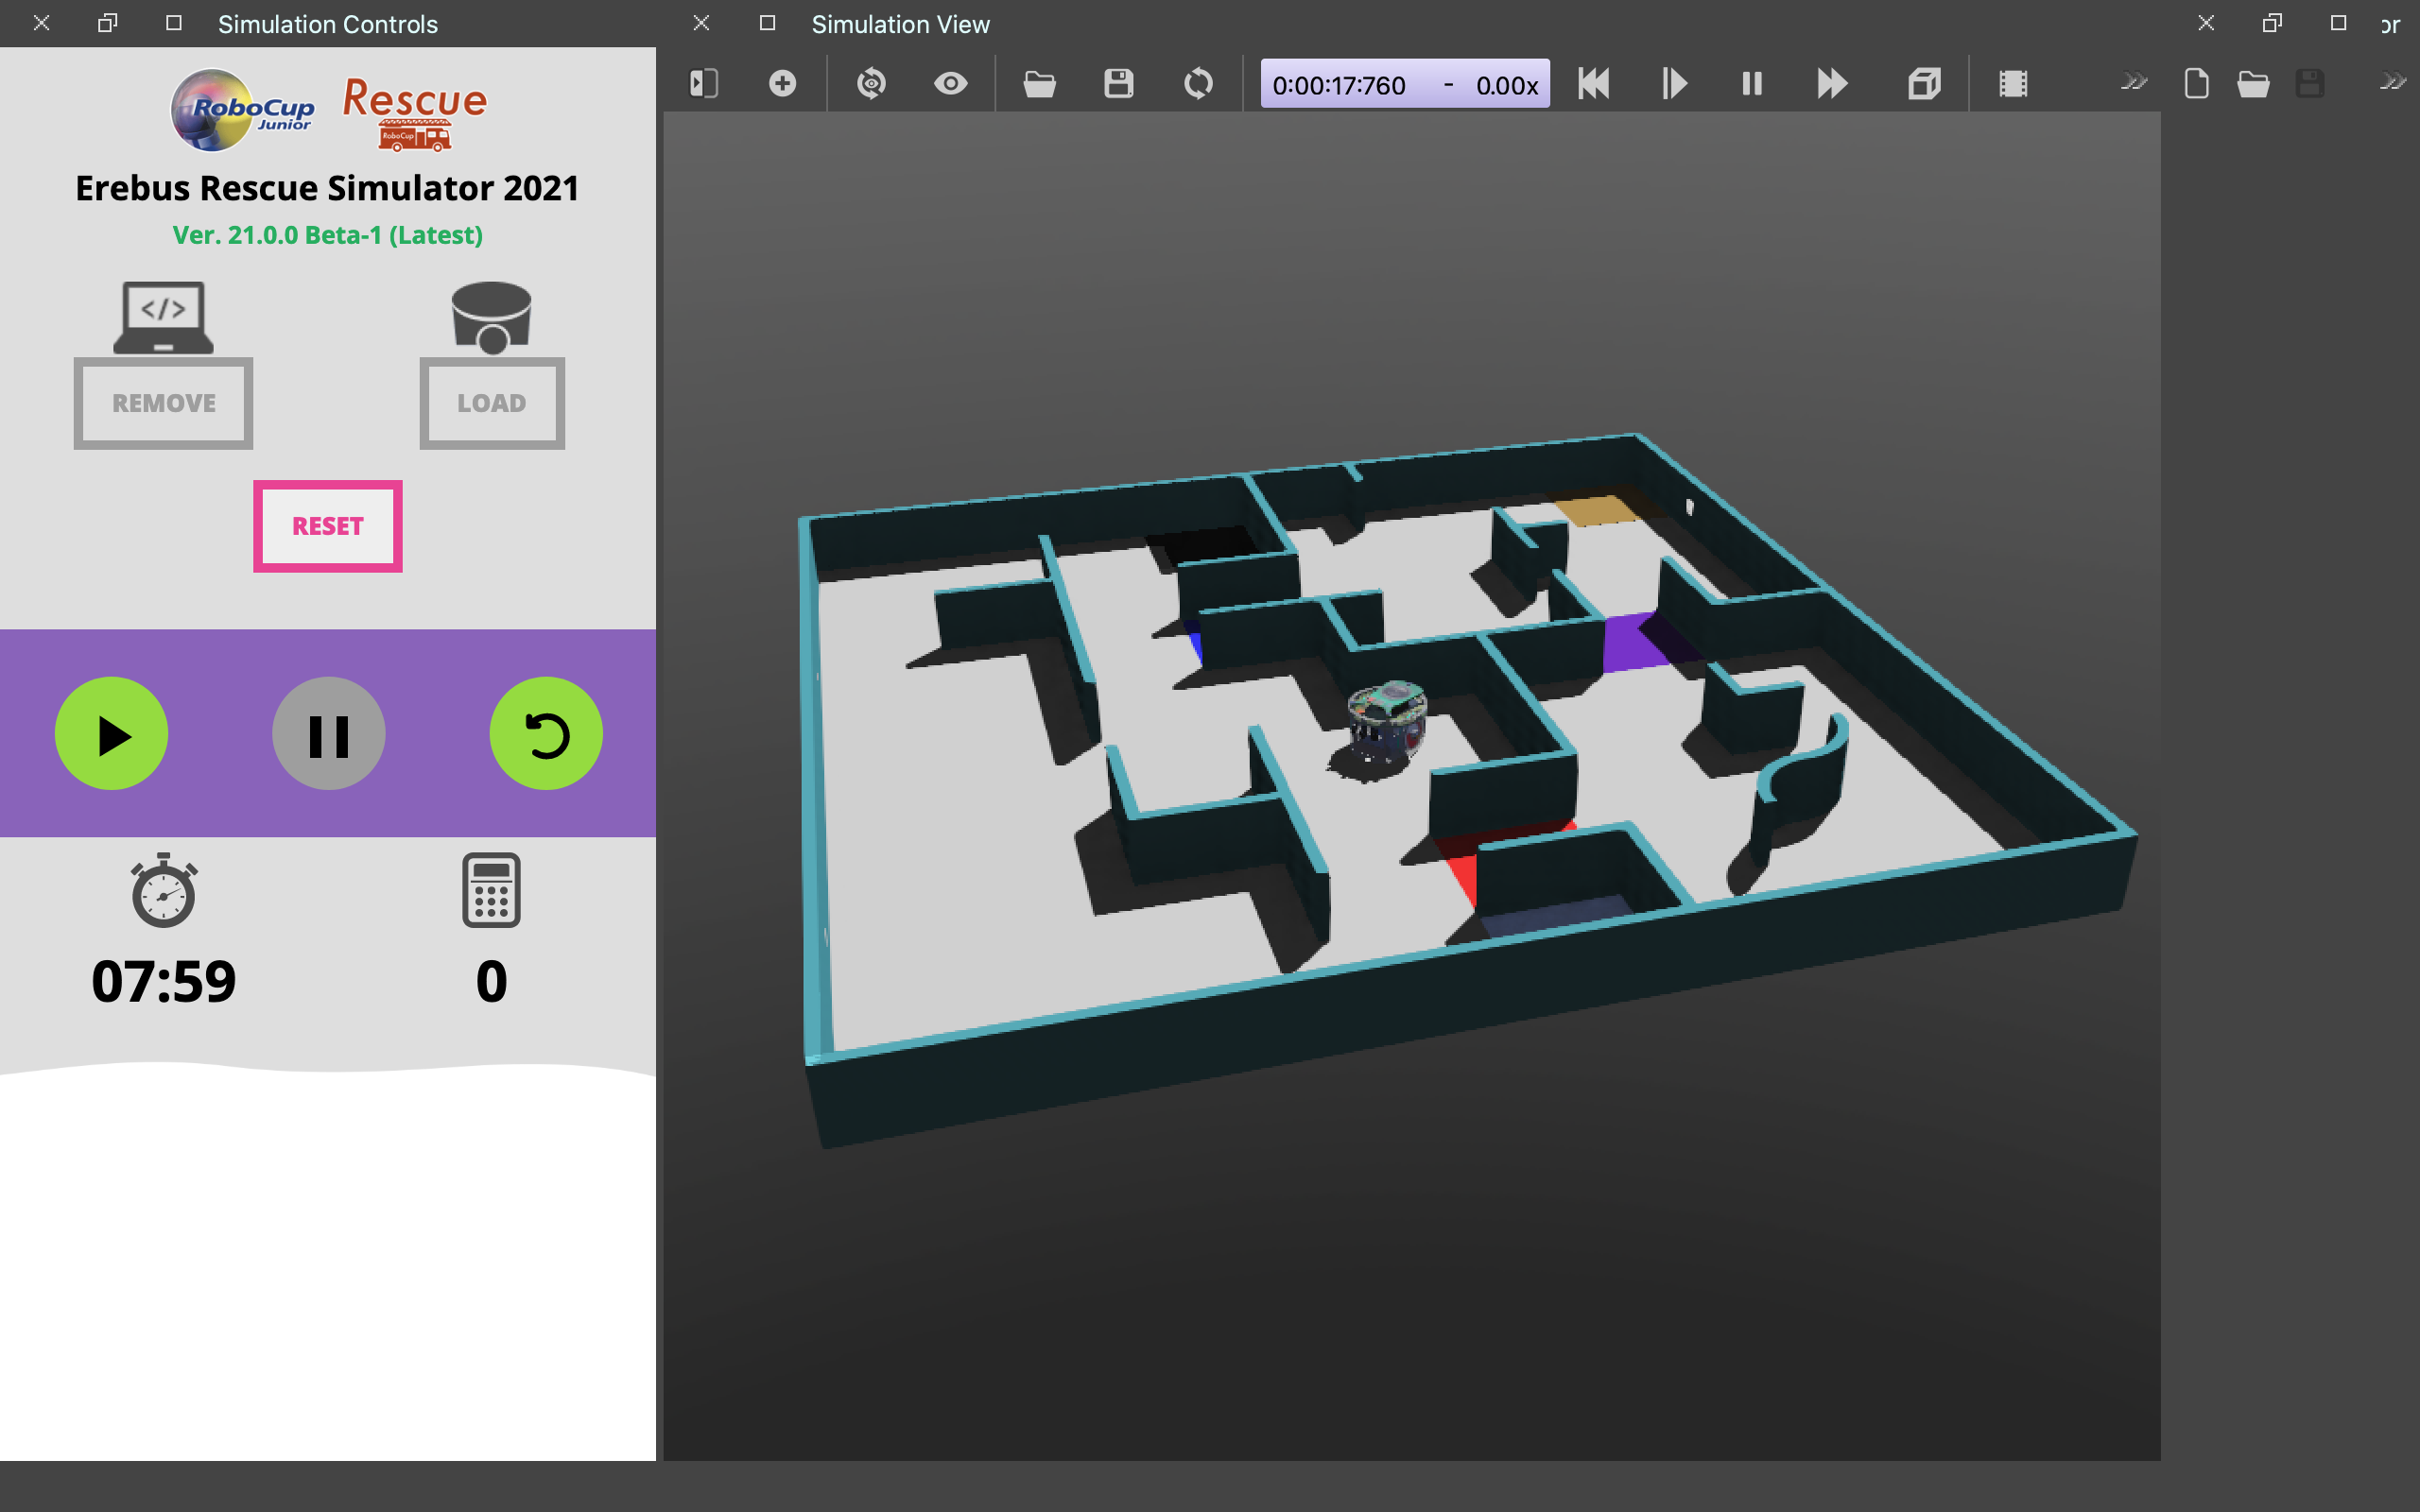 Simulation Controls
Simulation View
or
0:00:17:760 - 0.00x
RoboCup
Junior
Rescue
RoboCup
Erebus Rescue Simulator 2021
Ver. 21.0.0 Beta-1 (Latest)
</>
REMOVE
LOAD
RESET
07:59
0